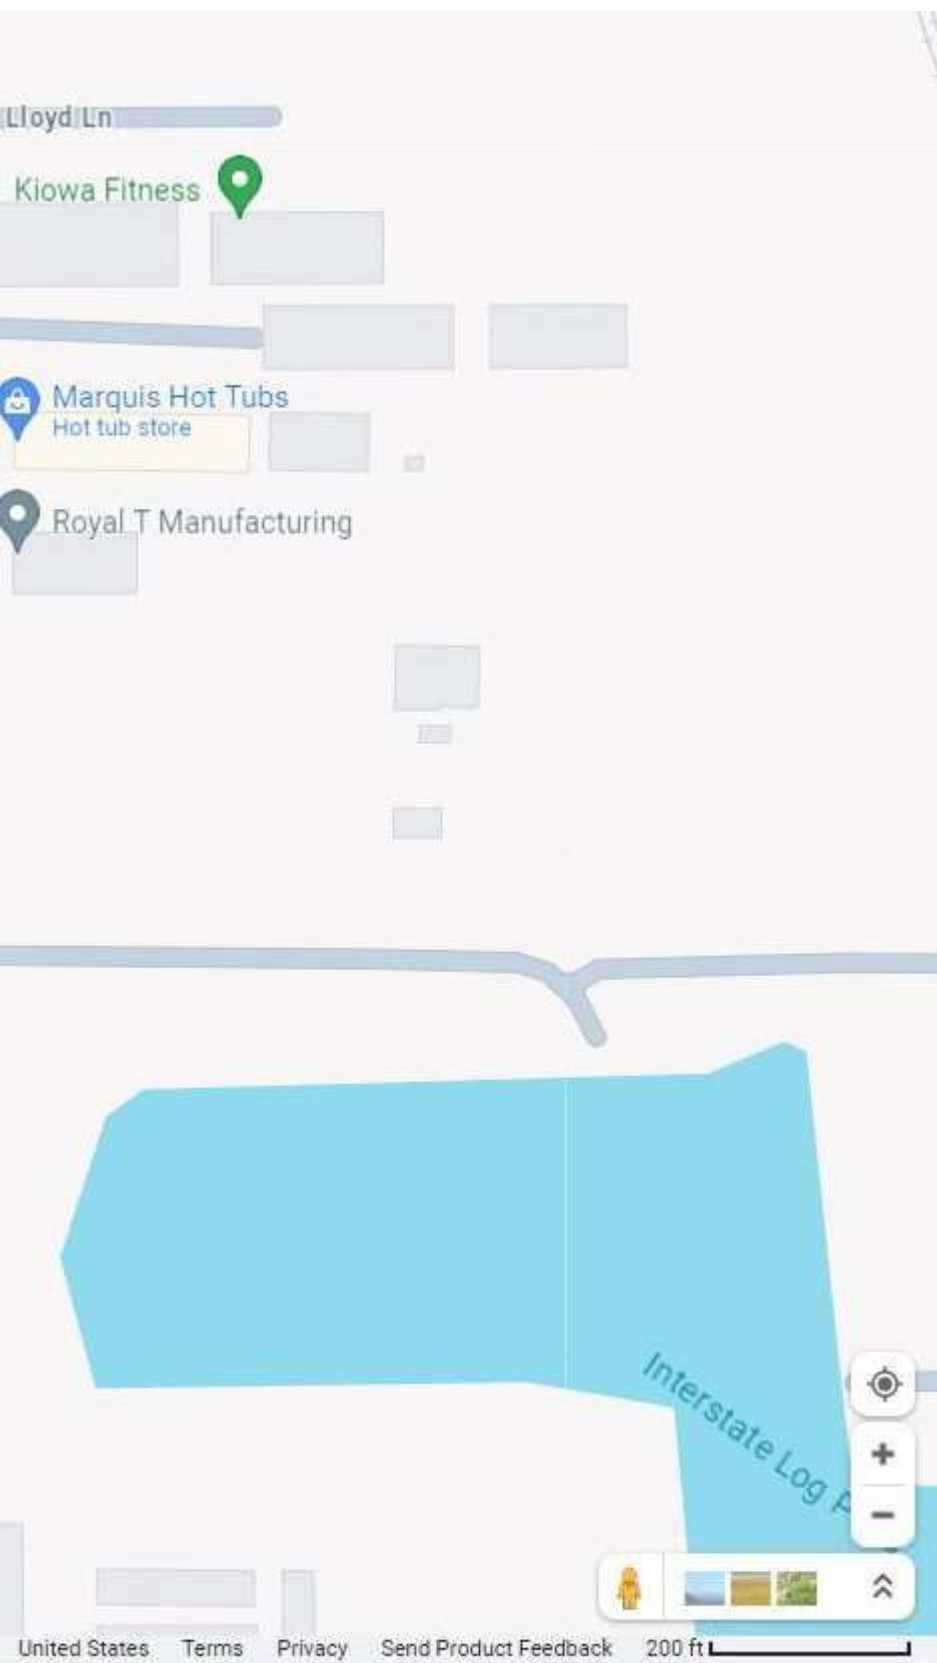 Lloyd Ln
Kiowa Fitness
Marquis Hot Tubs
Hot tub store
Royal T Manufacturing
Interstate Log
United States Terms Privacy Send Product Feedback 200 ft